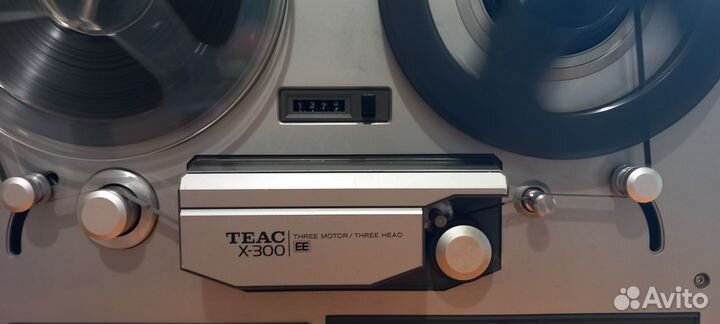 TEAC
X-300
THREE MOTOR / THREE HEAD
EE
Avito